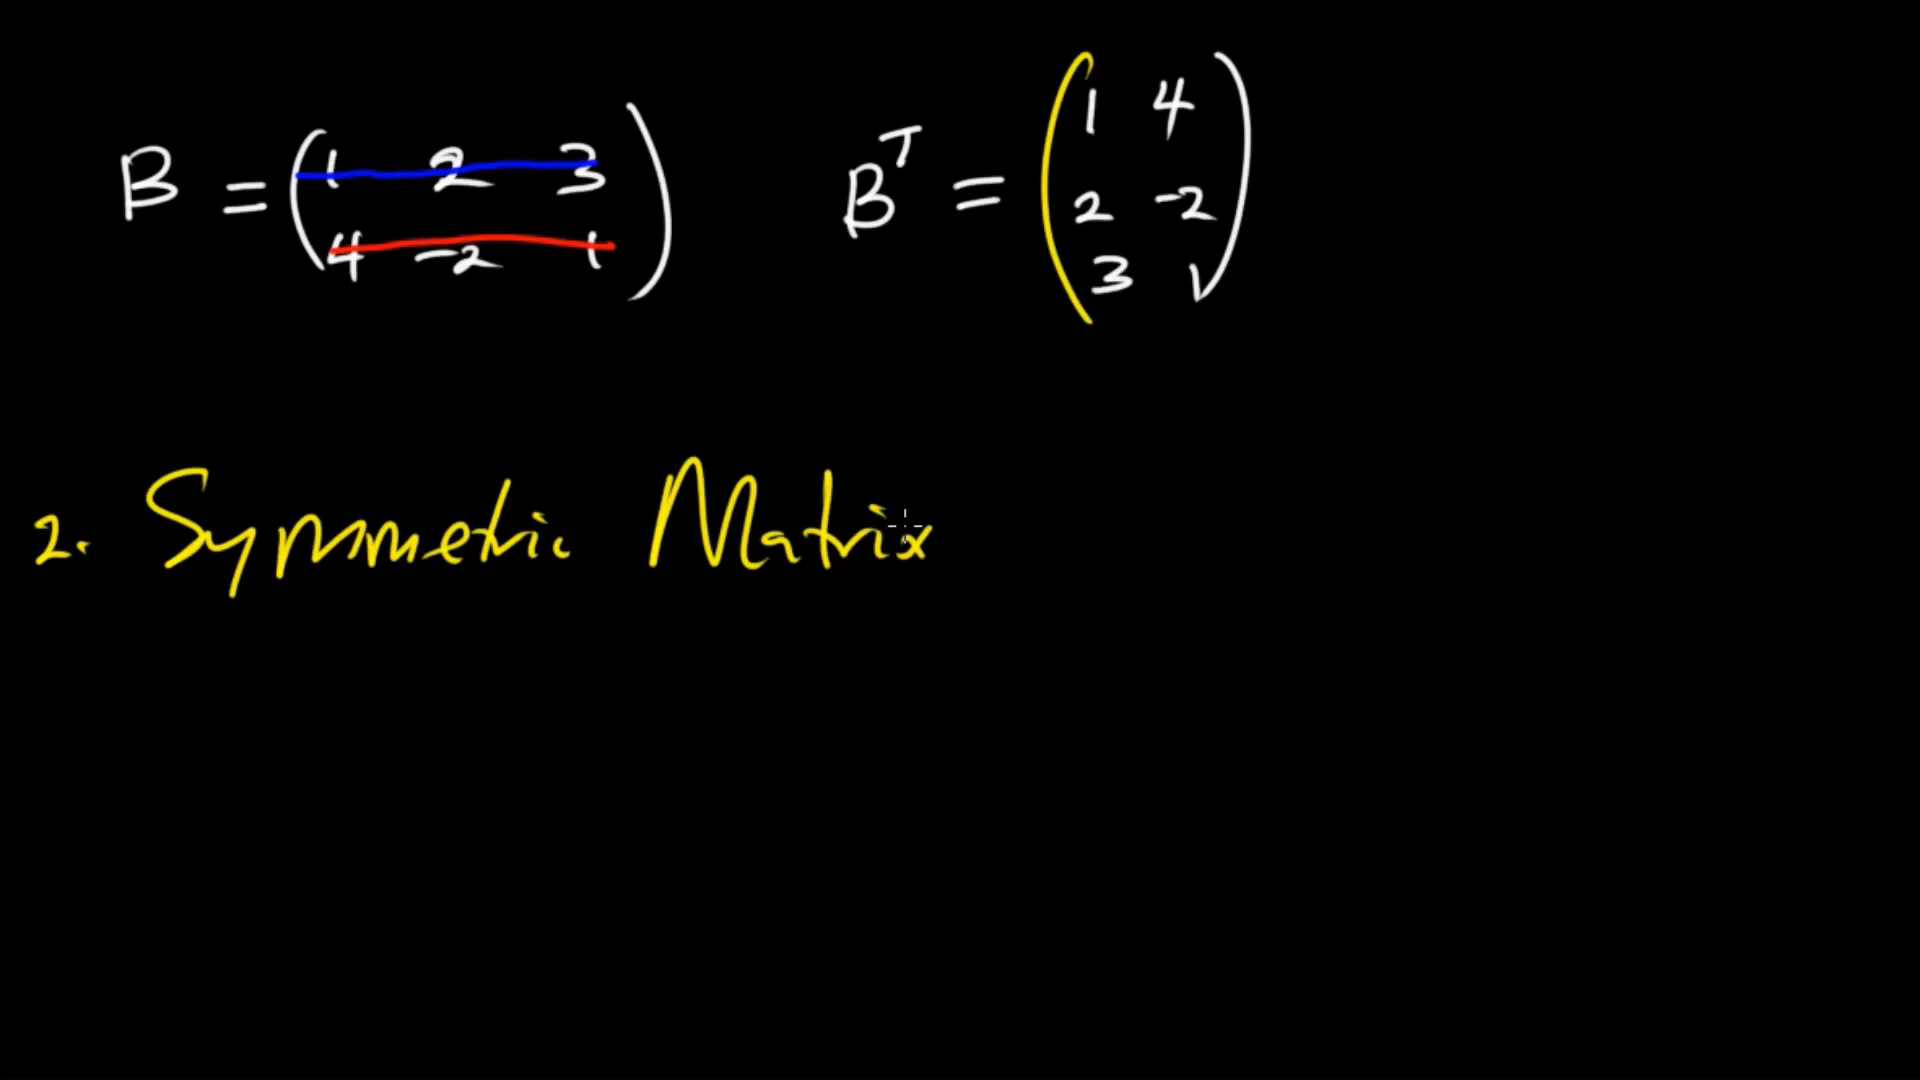 B = (1 2 3
4 -2 1)
B^T = (1 4
2 -2
3 1)
2. Symmetric Matrix